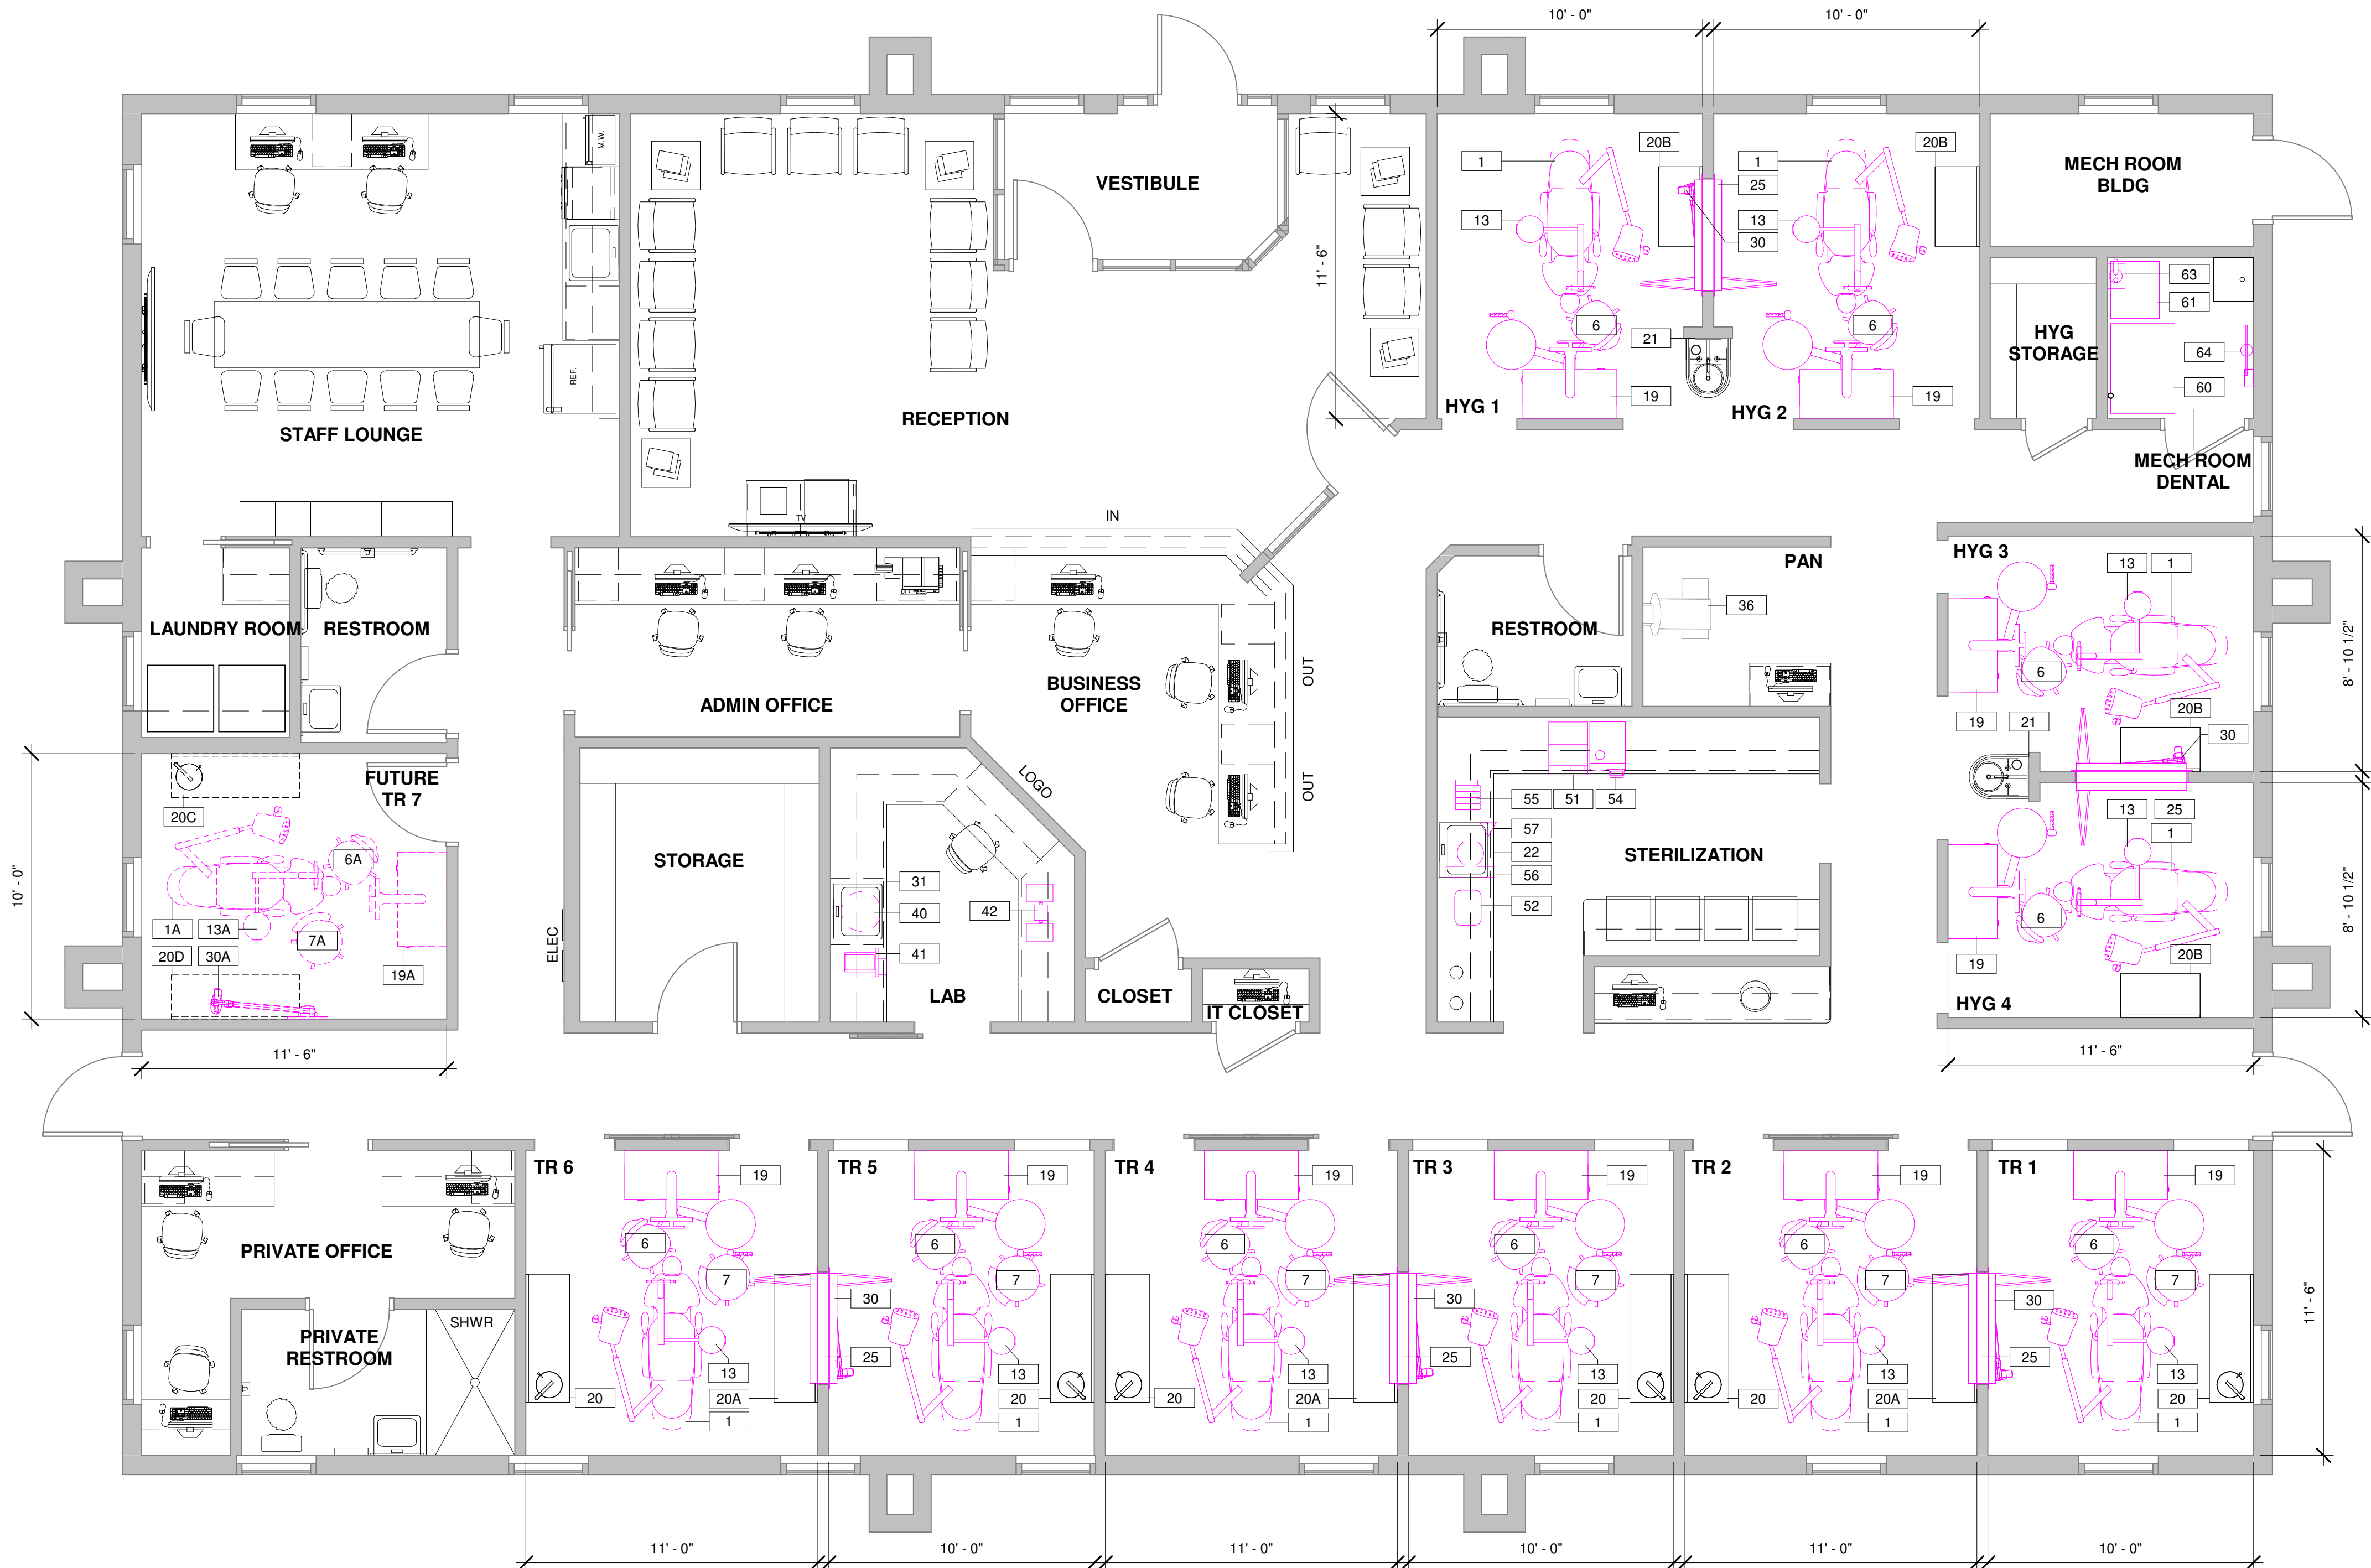 10' - 0"
10' - 0"
M.W.
VESTIBULE
11' - 6"
1
13
20B
6
21
19
HYG 1
1
25
13
30
20B
6
19
HYG 2
MECH ROOM
BLDG
HYG
STORAGE
63
61
64
60
MECH ROOM
DENTAL
REF.
STAFF LOUNGE
RECEPTION
TV
IN
LAUNDRY ROOM
RESTROOM
ADMIN OFFICE
BUSINESS
OFFICE
OUT
OUT
RESTROOM
PAN
36
HYG 3
13
1
6
19
21
20B
30
8' - 10 1/2"
13
25
1
6
19
20B
HYG 4
8' - 10 1/2"
11' - 6"
10' - 0"
FUTURE
TR 7
20C
6A
1A
13A
7A
20D
30A
19A
11' - 6"
ELEC
STORAGE
LOGO
31
40
42
41
LAB
CLOSET
IT CLOSET
55
51
54
57
22
56
52
STERILIZATION
PRIVATE OFFICE
PRIVATE
RESTROOM
SHWR
TR 6
19
6
7
13
20
20A
1
TR 5
19
6
7
30
25
13
20
1
TR 4
19
6
7
13
20
20A
1
TR 3
19
6
7
30
25
13
20
1
TR 2
19
6
7
13
20
20A
1
TR 1
19
6
7
30
25
13
20
1
11' - 6"
11' - 0"
10' - 0"
11' - 0"
10' - 0"
11' - 0"
10' - 0"